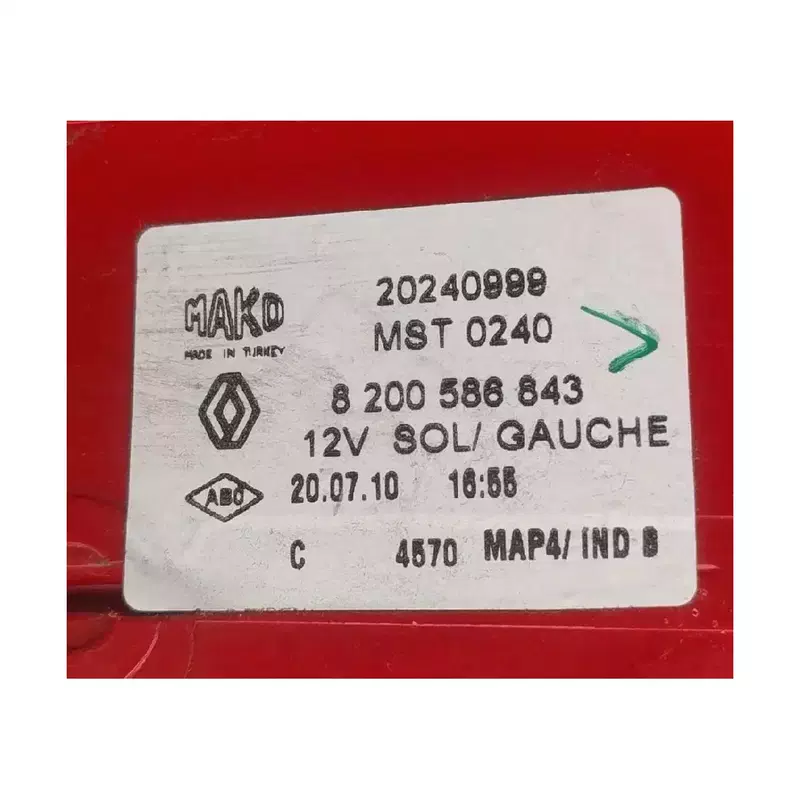 MAKO
MADE IN TURKEY
20240999
MST 0240
8 200 586 843
12V SOL/ GAUCHE
ABC
20.07.10 16:55
C 4570 MAP4/ IND B